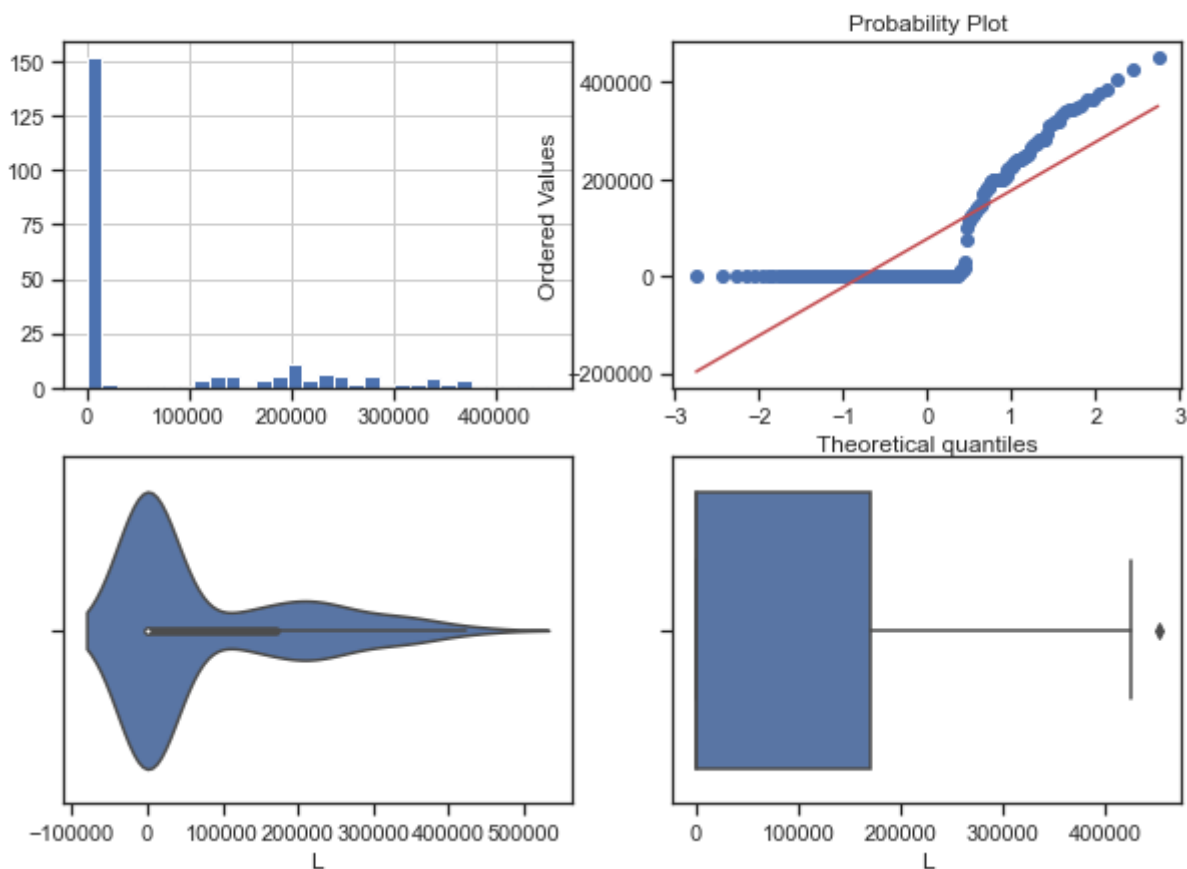 150
125
100
75
50
25
0
0 100000 200000 300000 400000
Probability Plot
Ordered Values
400000
200000
0
−200000
−3 −2 −1 0 1 2 3
Theoretical quantiles
−100000 0 100000 200000 300000 400000 500000
L
0 100000 200000 300000 400000
L